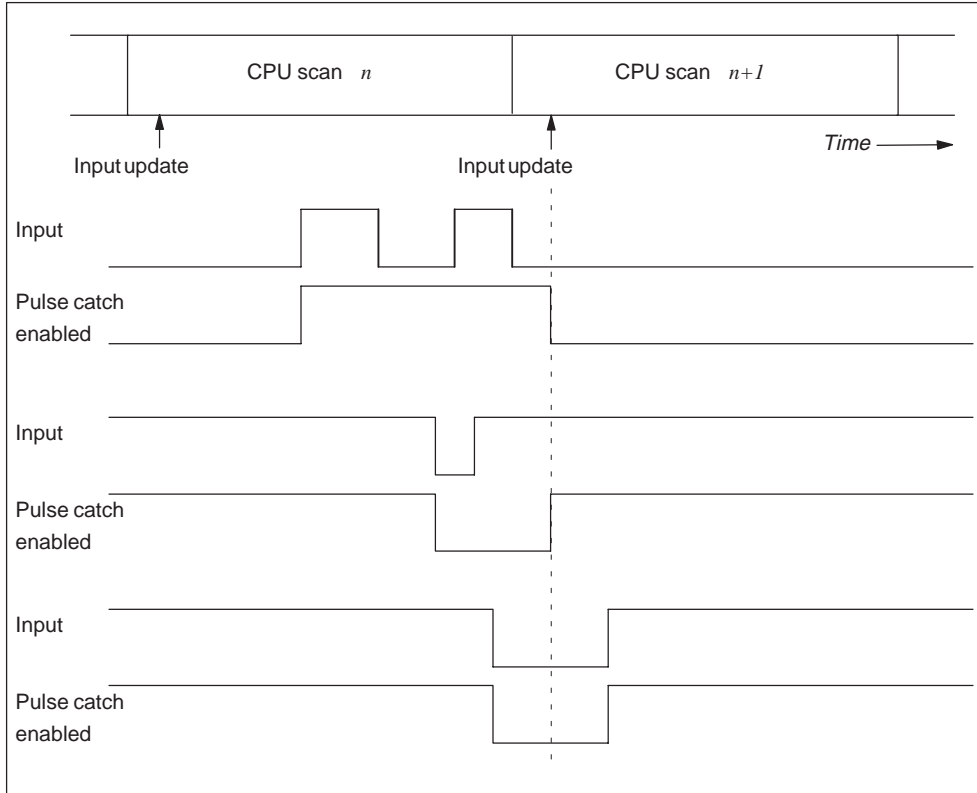 CPU scan n
CPU scan n+1
Time
Input update
Input update
Input
Pulse catch
enabled
Input
Pulse catch
enabled
Input
Pulse catch
enabled